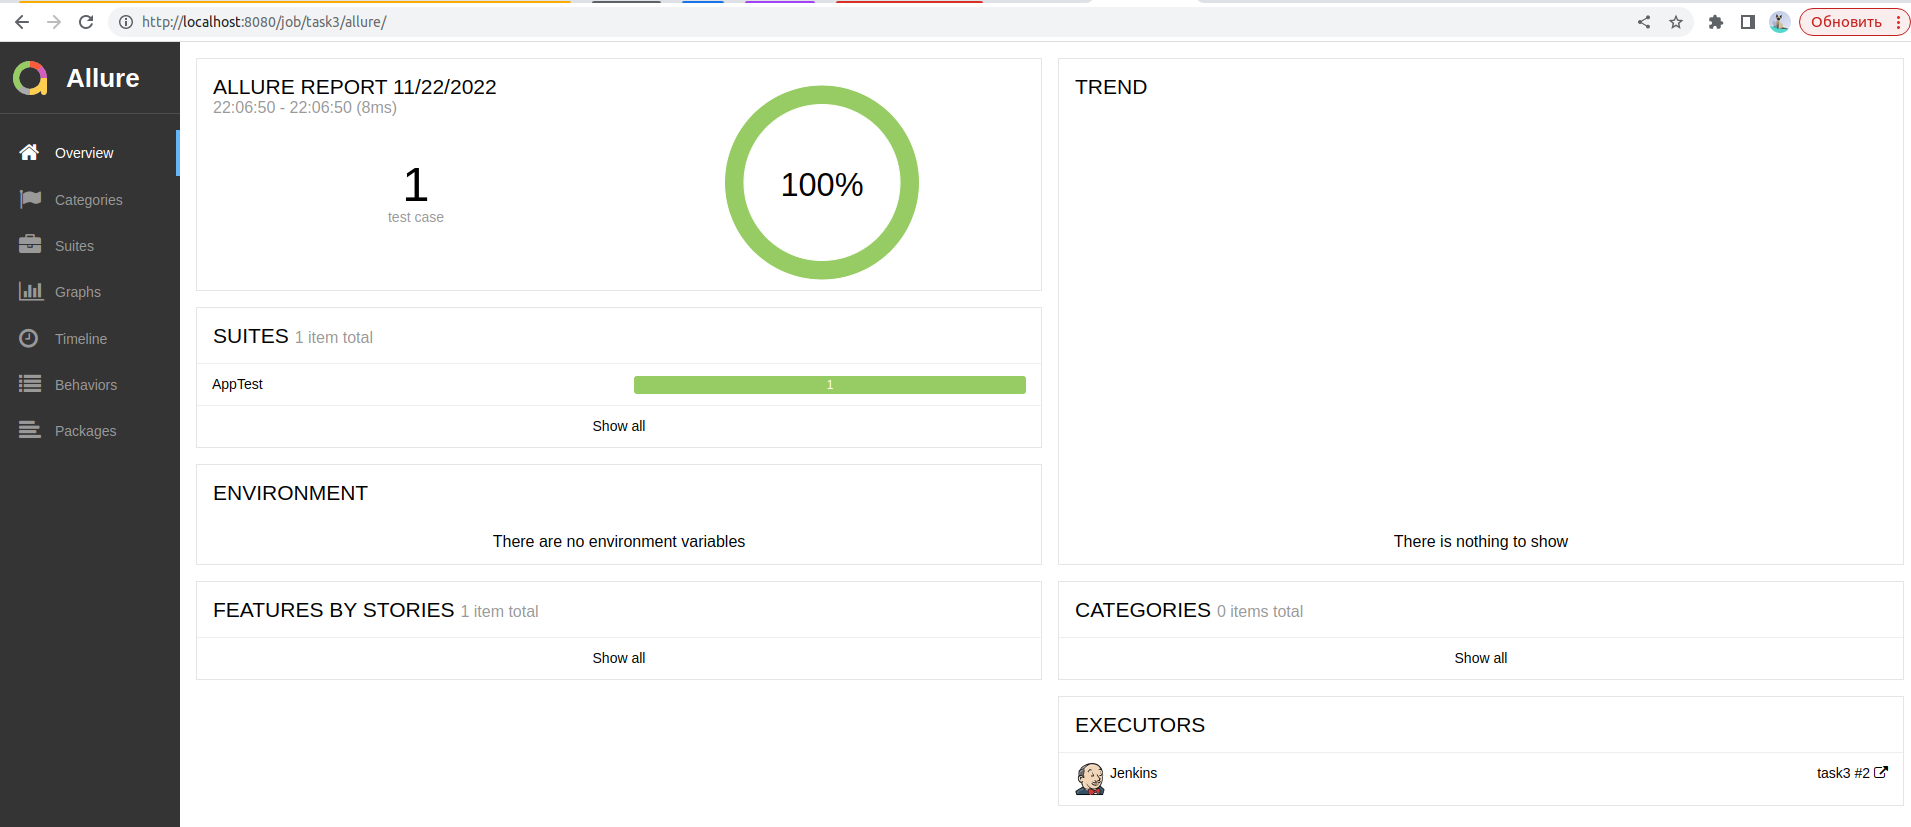 http://localhost:8080/job/task3/allure/
Обновить
Allure
Overview
Categories
Suites
Graphs
Timeline
Behaviors
Packages
ALLURE REPORT 11/22/2022
22:06:50 - 22:06:50 (8ms)
1
test case
100%
SUITES 1 item total
AppTest 1
Show all
ENVIRONMENT
There are no environment variables
FEATURES BY STORIES 1 item total
Show all
TREND
There is nothing to show
CATEGORIES 0 items total
Show all
EXECUTORS
Jenkins task3 #2